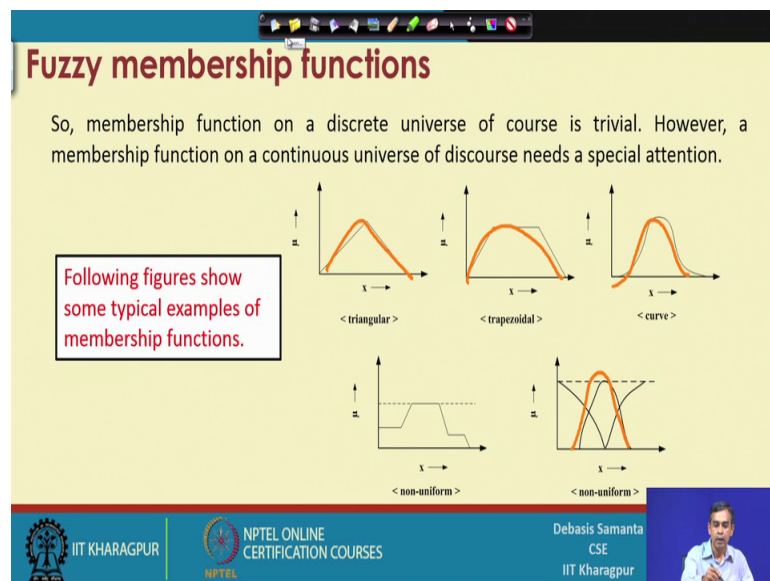 Fuzzy membership functions
So, membership function on a discrete universe of course is trivial. However, a
membership function on a continuous universe of discourse needs a special attention.
Following figures show
some typical examples of
membership functions.
μ
x
< triangular >
μ
x
< trapezoidal >
μ
x
< curve >
μ
x
< non-uniform >
μ
x
< non-uniform >
IIT KHARAGPUR
NPTEL
NPTEL ONLINE
CERTIFICATION COURSES
Debasis Samanta
CSE
IIT Kharagpur